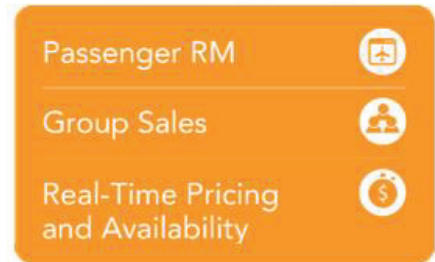 Passenger RM
Group Sales
Real-Time Pricing
and Availability
$